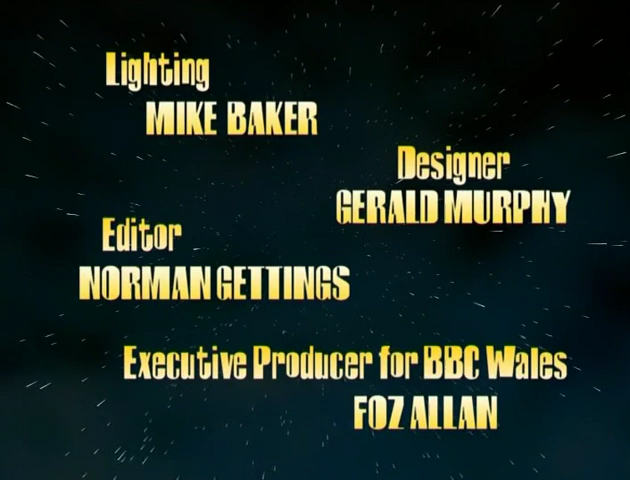 Lighting
MIKE BAKER
Designer
GERALD MURPHY
Editor
NORMAN GETTINGS
Executive Producer for BBC Wales
FOZ ALLAN